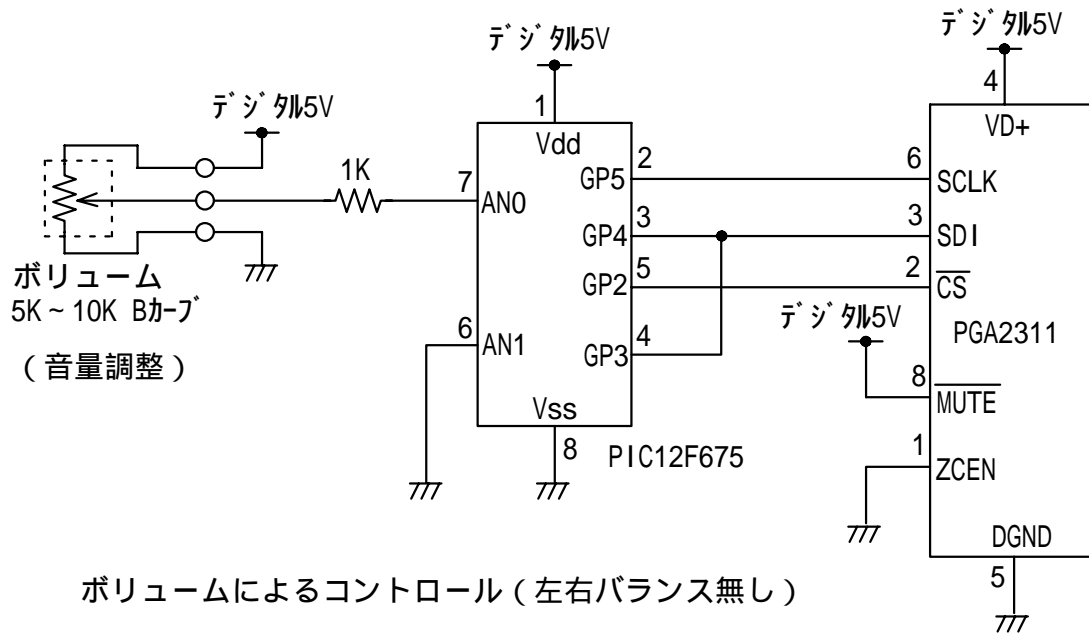 デジタル5V
デジタル5V
デジタル5V
1
4
Vdd
VD+
1K
7
AN0
GP5
2
6
SCLK
GP4
3
3
SDI
GP2
5
2
CS
ボリューム
5K ~ 10K Bカーブ
(音量調整)
デジタル5V
PGA2311
6
AN1
GP3
4
8
MUTE
Vss
8
PIC12F675
1
ZCEN
DGND
5
ボリュームによるコントロール(左右バランス無し)